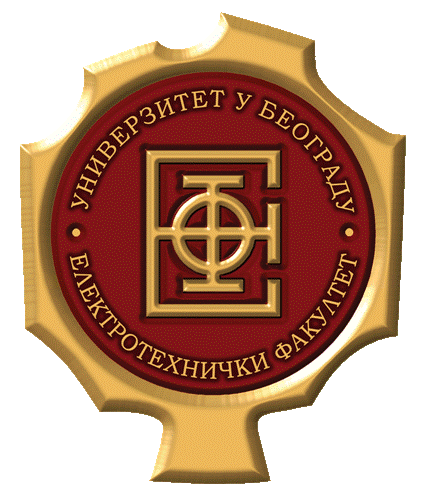 УНИВЕРЗИТЕТ У БЕОГРАДУ
ЕЛЕКТРОТЕХНИЧКИ ФАКУЛТЕТ